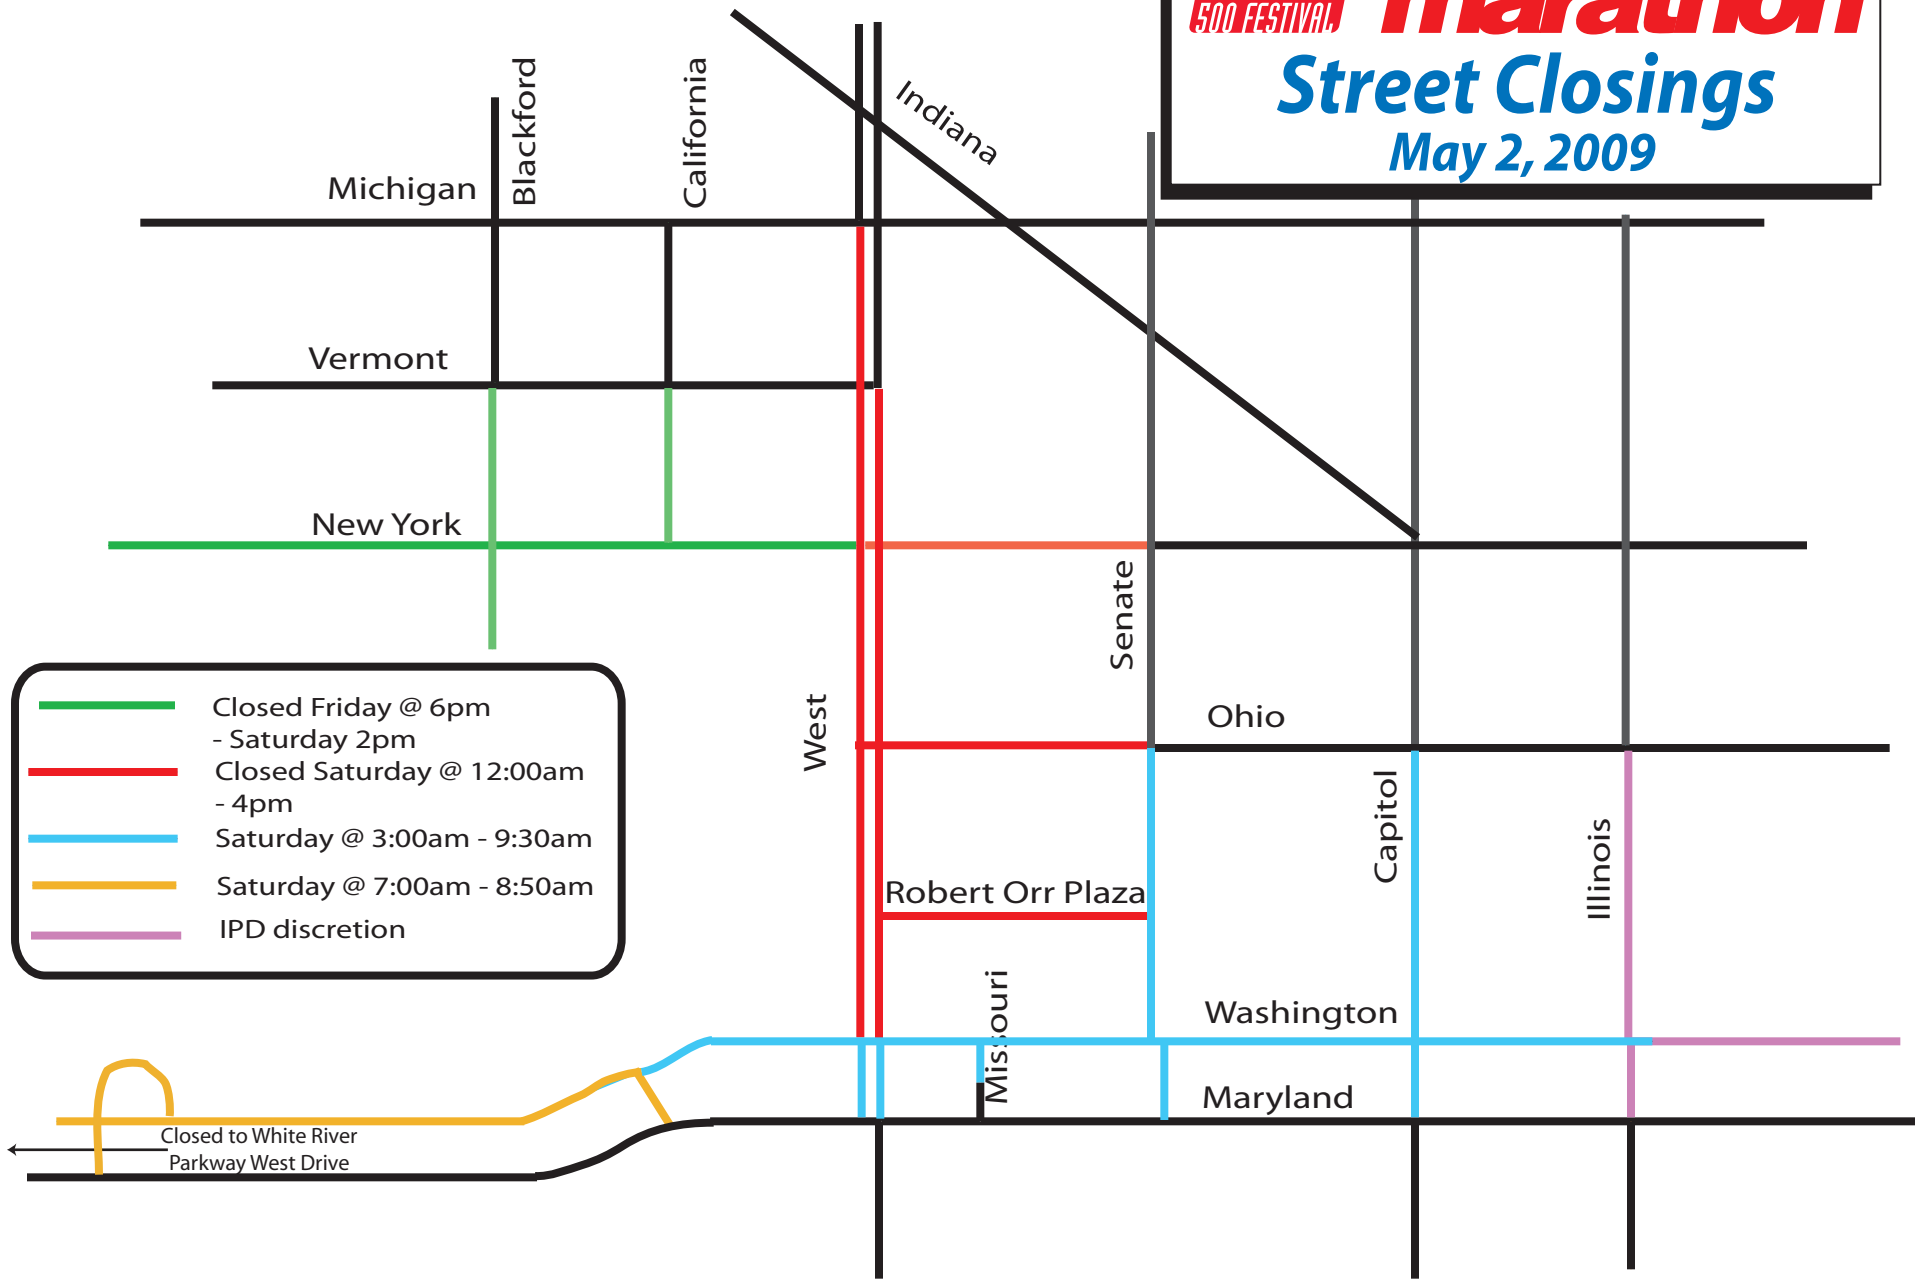 500 FESTIVAL
marathon
Street Closings
May 2, 2009
Blackford
California
Indiana
Michigan
Vermont
New York
Senate
West
Ohio
Capitol
Illinois
Closed Friday @ 6pm
- Saturday 2pm
Closed Saturday @ 12:00am
- 4pm
Saturday @ 3:00am - 9:30am
Saturday @ 7:00am - 8:50am
IPD discretion
Robert Orr Plaza
Missouri
Washington
Maryland
Closed to White River
Parkway West Drive